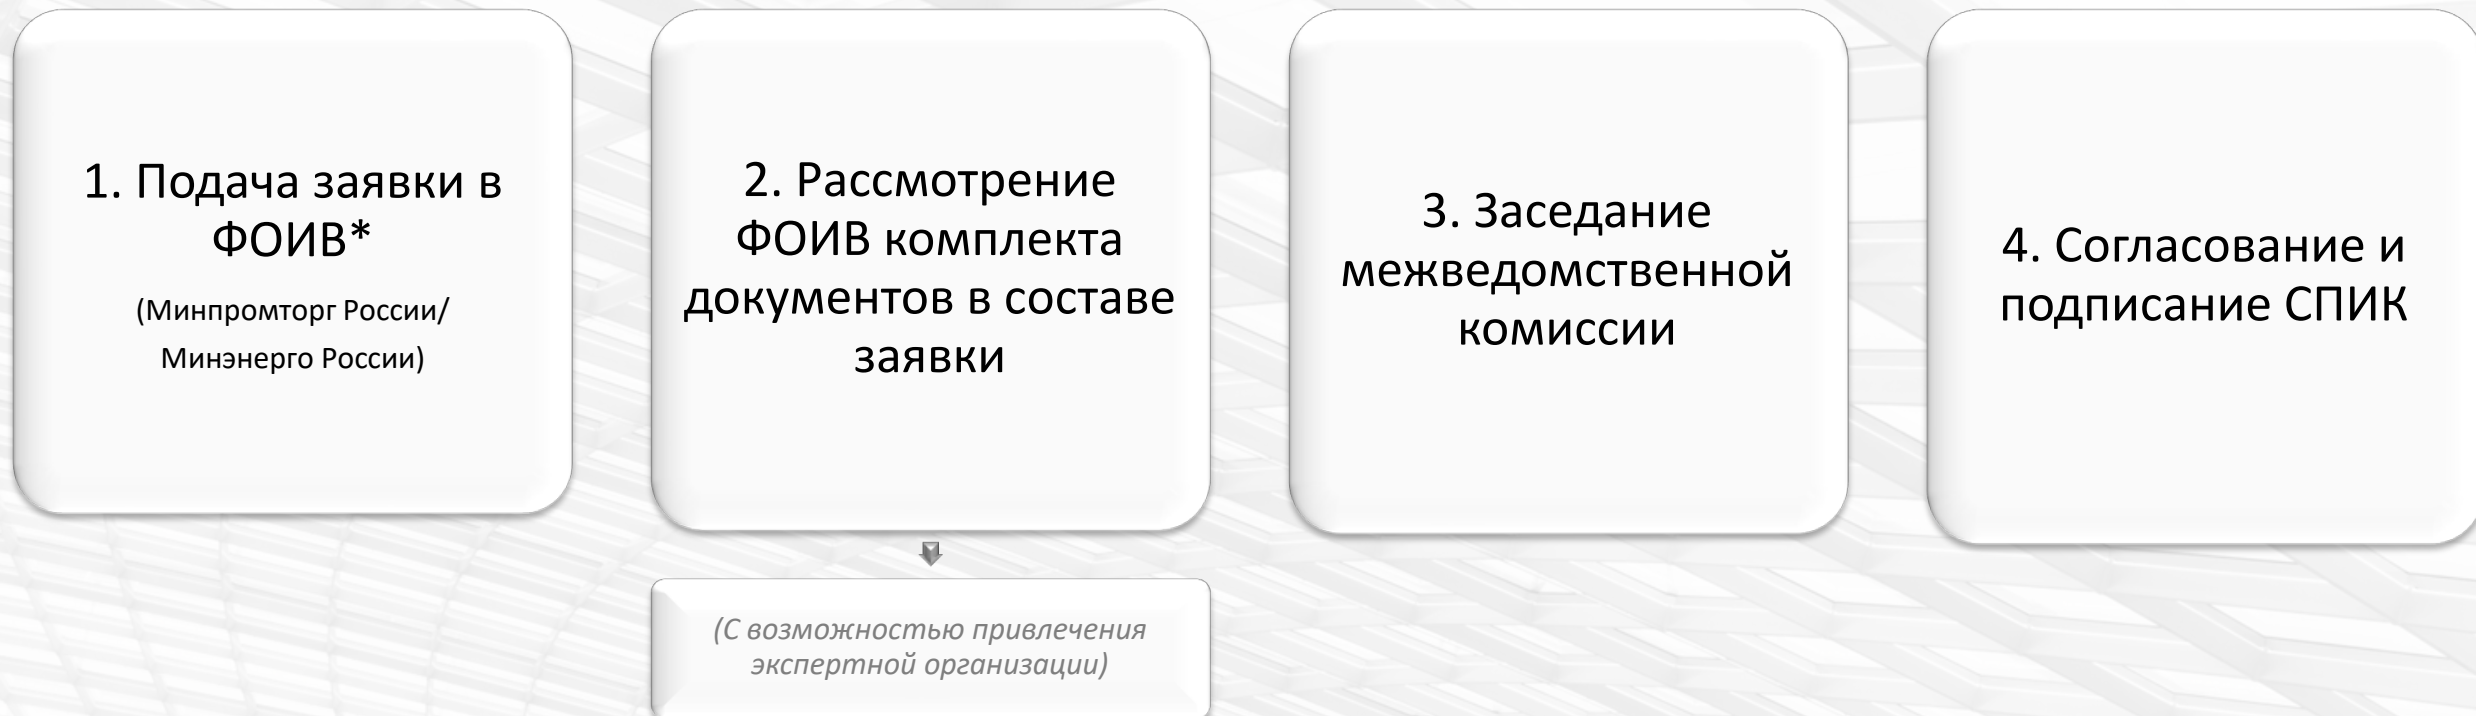 1. Подача заявки в
ФОИВ*
(Минпромторг России/
Минэнерго России)
2. Рассмотрение
ФОИВ комплекта
документов в составе
заявки
(С возможностью привлечения
экспертной организации)
3. Заседание
межведомственной
комиссии
4. Согласование и
подписание СПИК